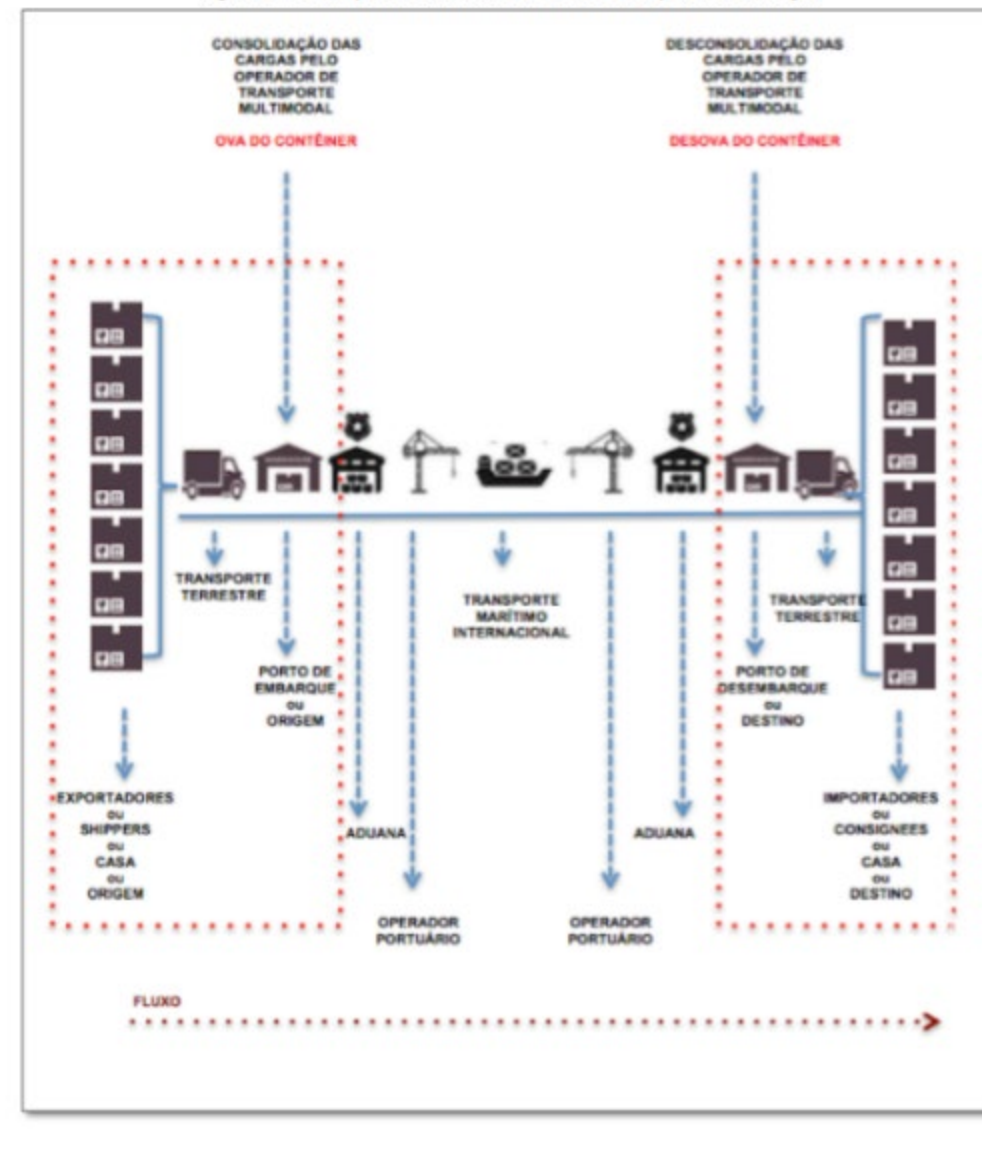 CONSOLIDAÇÃO DAS
CARGAS PELO
OPERADOR DE
TRANSPORTE
MULTIMODAL
OVA DO CONTÊINER
DESCONSOLIDAÇÃO DAS
CARGAS PELO
OPERADOR DE
TRANSPORTE
MULTIMODAL
DESOVA DO CONTÊINER
TRANSPORTE
TERRESTRE
TRANSPORTE
MARÍTIMO
INTERNACIONAL
TRANSPORTE
TERRESTRE
PORTO DE
EMBARQUE
ou
ORIGEM
PORTO DE
DESEMBARQUE
ou
DESTINO
EXPORTADORES
ou
SHIPPERS
ou
CASA
ou
ORIGEM
ADUANA
ADUANA
IMPORTADORES
ou
CONSIGNEES
ou
CASA
ou
DESTINO
OPERADOR
PORTUÁRIO
OPERADOR
PORTUÁRIO
FLUXO